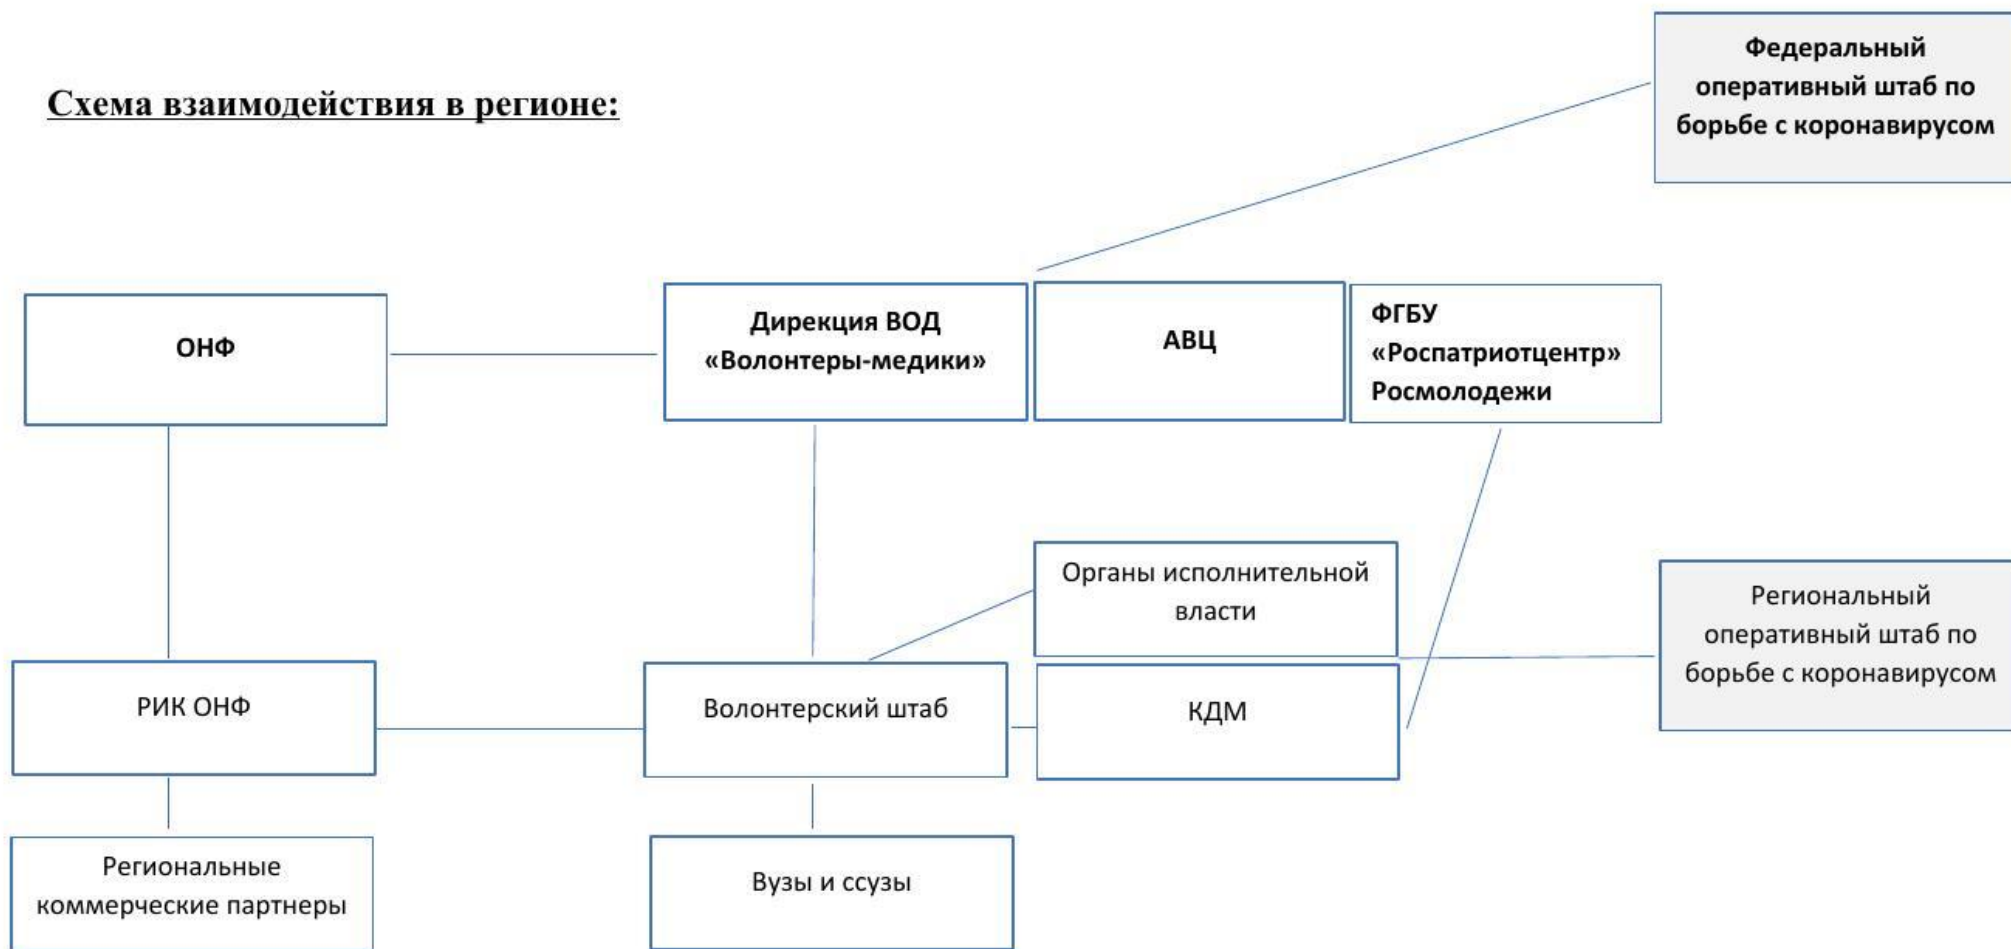 Федеральный
оперативный штаб по
борьбе с коронавирусом
Схема взаимодействия в регионе:
ОНФ
Дирекция ВОД
«Волонтеры-медики»
АВЦ
ФГБУ
«Роспатриотцентр»
Росмолодежи
Органы исполнительной
власти
Региональный
оперативный штаб по
борьбе с коронавирусом
РИК ОНФ
Волонтерский штаб
КДМ
Региональные
коммерческие партнеры
Вузы и ссузы